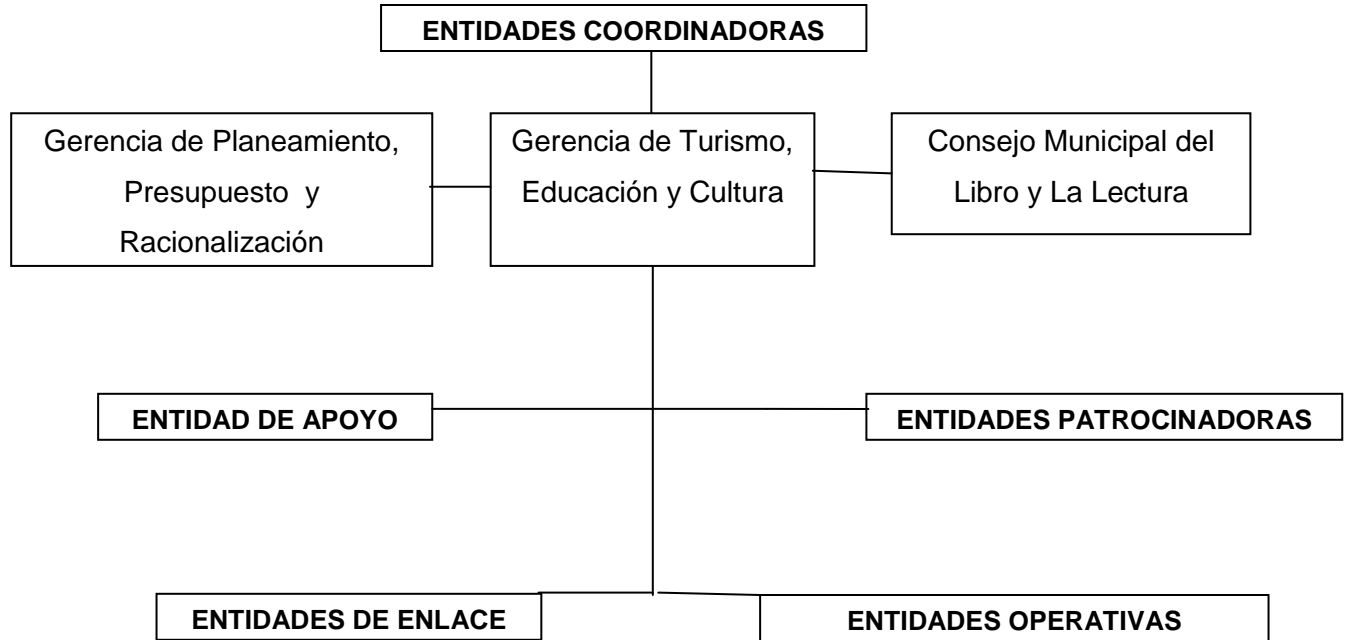 ENTIDADES COORDINADORAS
Gerencia de Planeamiento,
Presupuesto y
Racionalización
Gerencia de Turismo,
Educación y Cultura
Consejo Municipal del
Libro y La Lectura
ENTIDAD DE APOYO
ENTIDADES PATROCINADORAS
ENTIDADES DE ENLACE
ENTIDADES OPERATIVAS